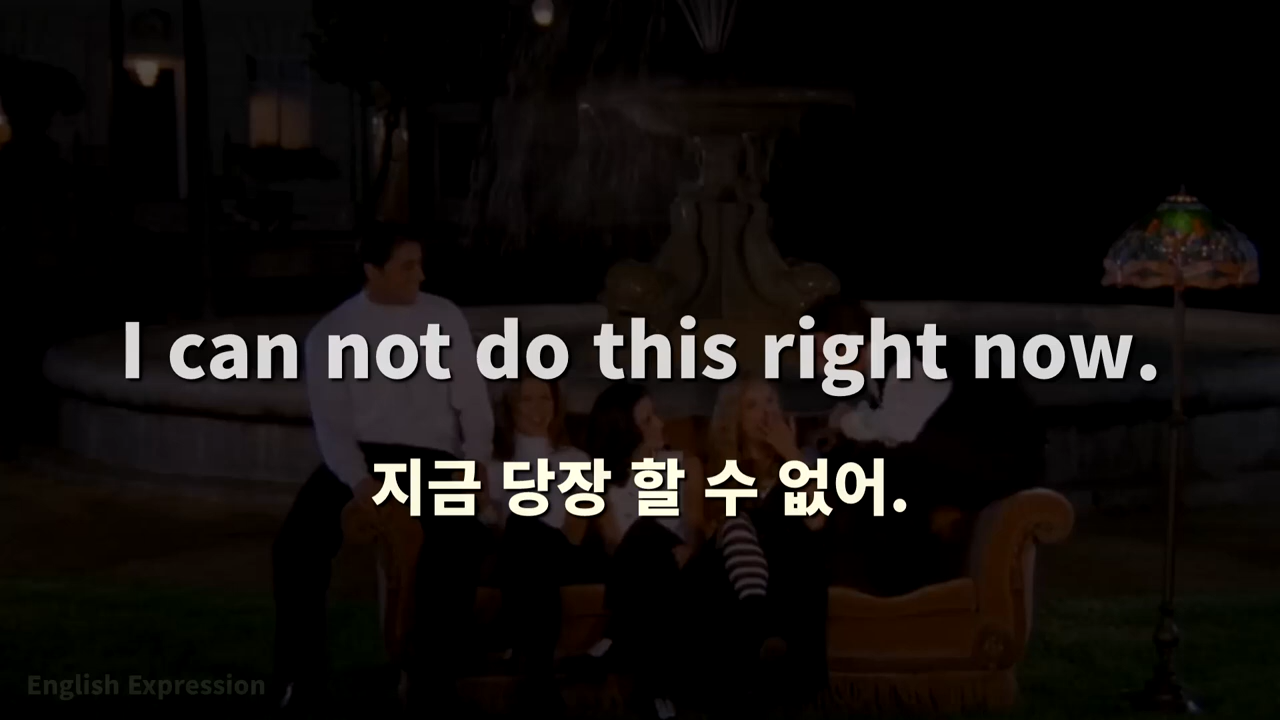 I can not do this right now.
지금 당장 할 수 없어.
English Expression